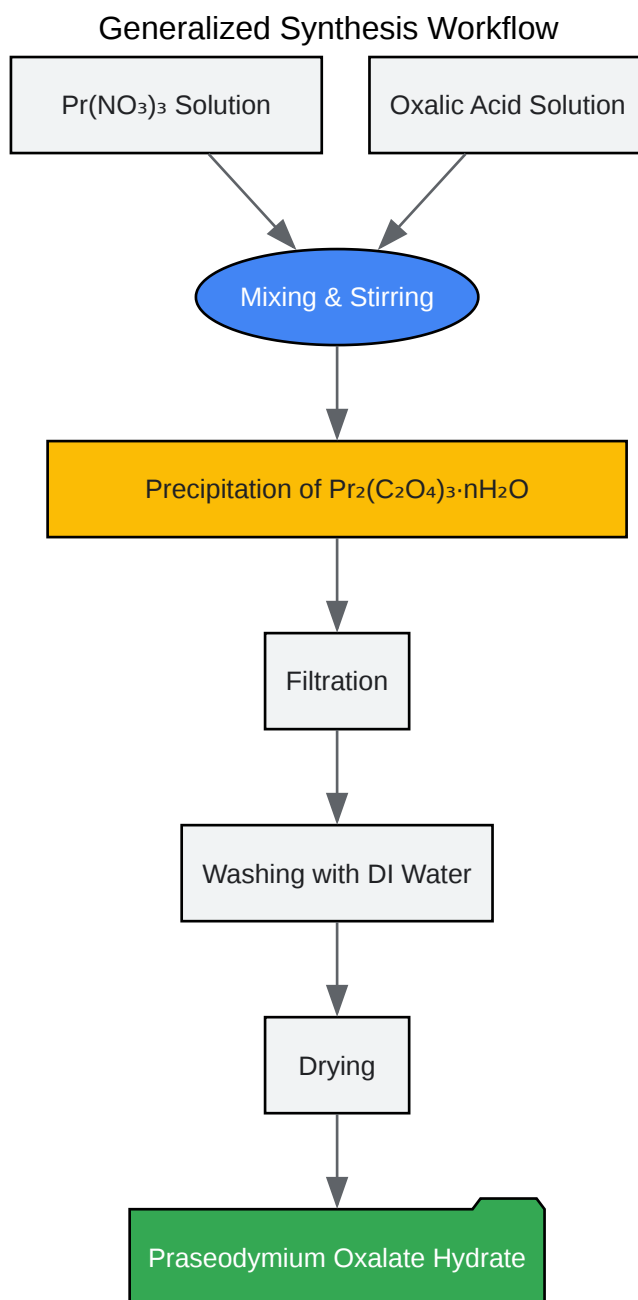 Generalized Synthesis Workflow
Pr(NO₃)₃ Solution
Oxalic Acid Solution
Mixing & Stirring
Precipitation of Pr₂(C₂O₄)₃·nH₂O
Filtration
Washing with DI Water
Drying
Praseodymium Oxalate Hydrate